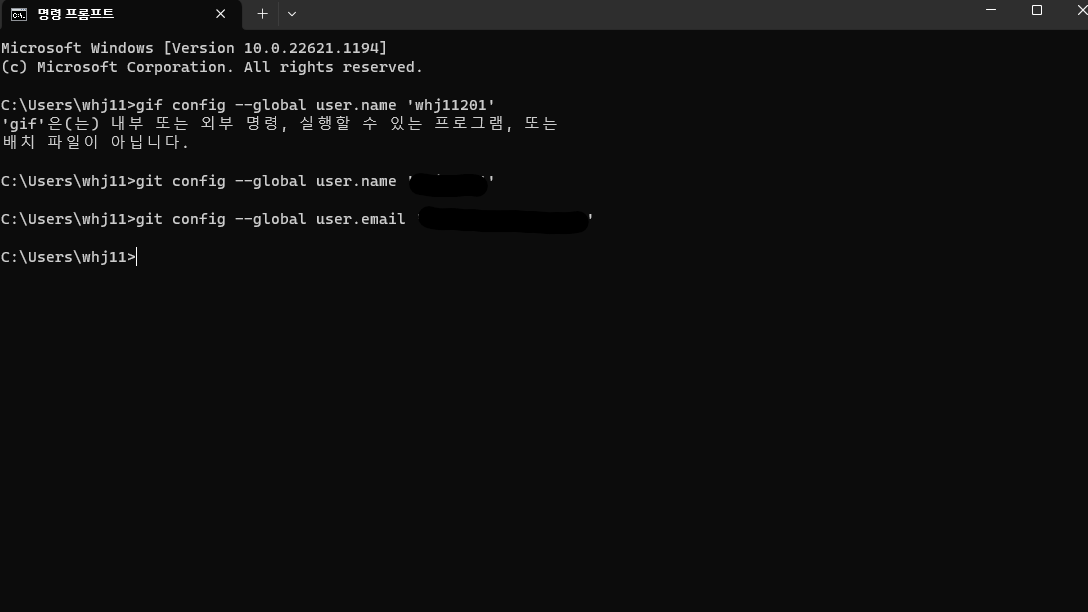 명령 프롬프트
Microsoft Windows [Version 10.0.22621.1194]
(c) Microsoft Corporation. All rights reserved.
C:\Users\whj11>gif config --global user.name 'whj11201'
'gif'은(는) 내부 또는 외부 명령, 실행할 수 있는 프로그램, 또는
배치 파일이 아닙니다.
C:\Users\whj11>git config --global user.name ' '
C:\Users\whj11>git config --global user.email ' '
C:\Users\whj11>